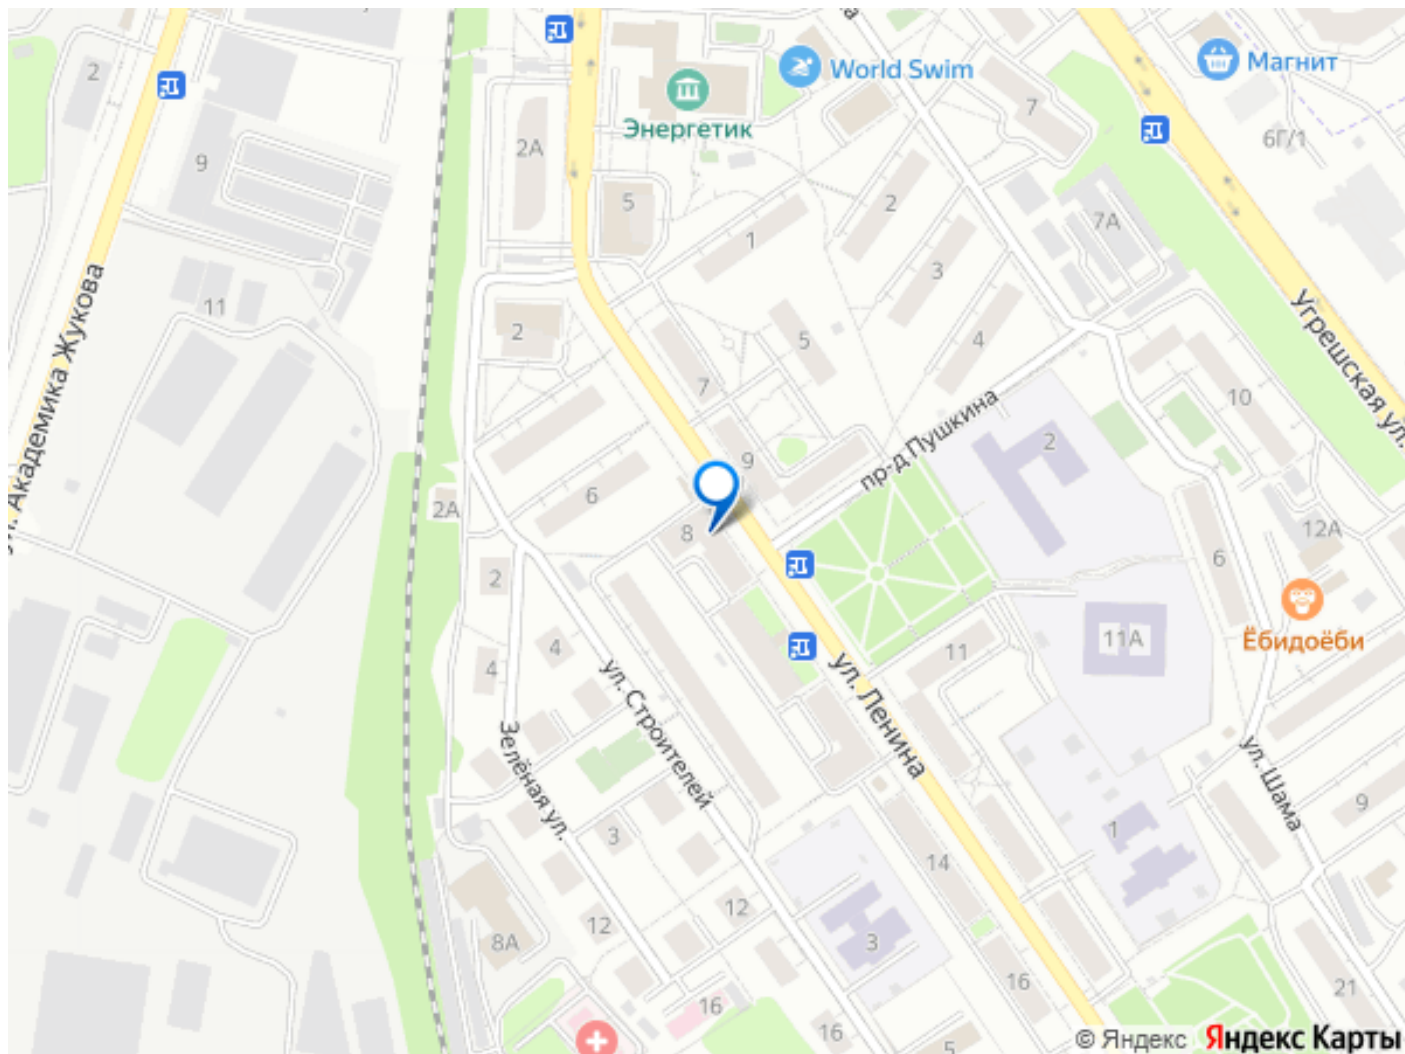 World Swim
Магнит
Энергетик
2
7
2А
6Г/1
9
5
2
7А
1
3
11
Угрешская ул.
ул. Академика Жукова
2
5
4
7
10
пр-д Пушкина
9
2
2А
6
8
12А
6
2
Ёбидоёби
4
11
11А
4
ул. Строителей
ул. Ленина
Зелёная ул.
ул. Шама
3
1
9
14
12
12
8А
3
16
21
16
16
5
© Яндекс Яндекс Карты